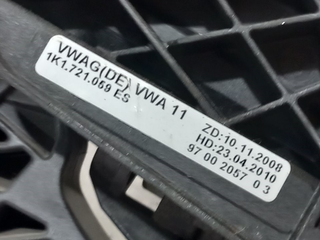 VWAG(DE) VWA 11
1K1.721.059 ES
ZD:10.11.2008
HD:23.04.2010
97 00 2057 0 3